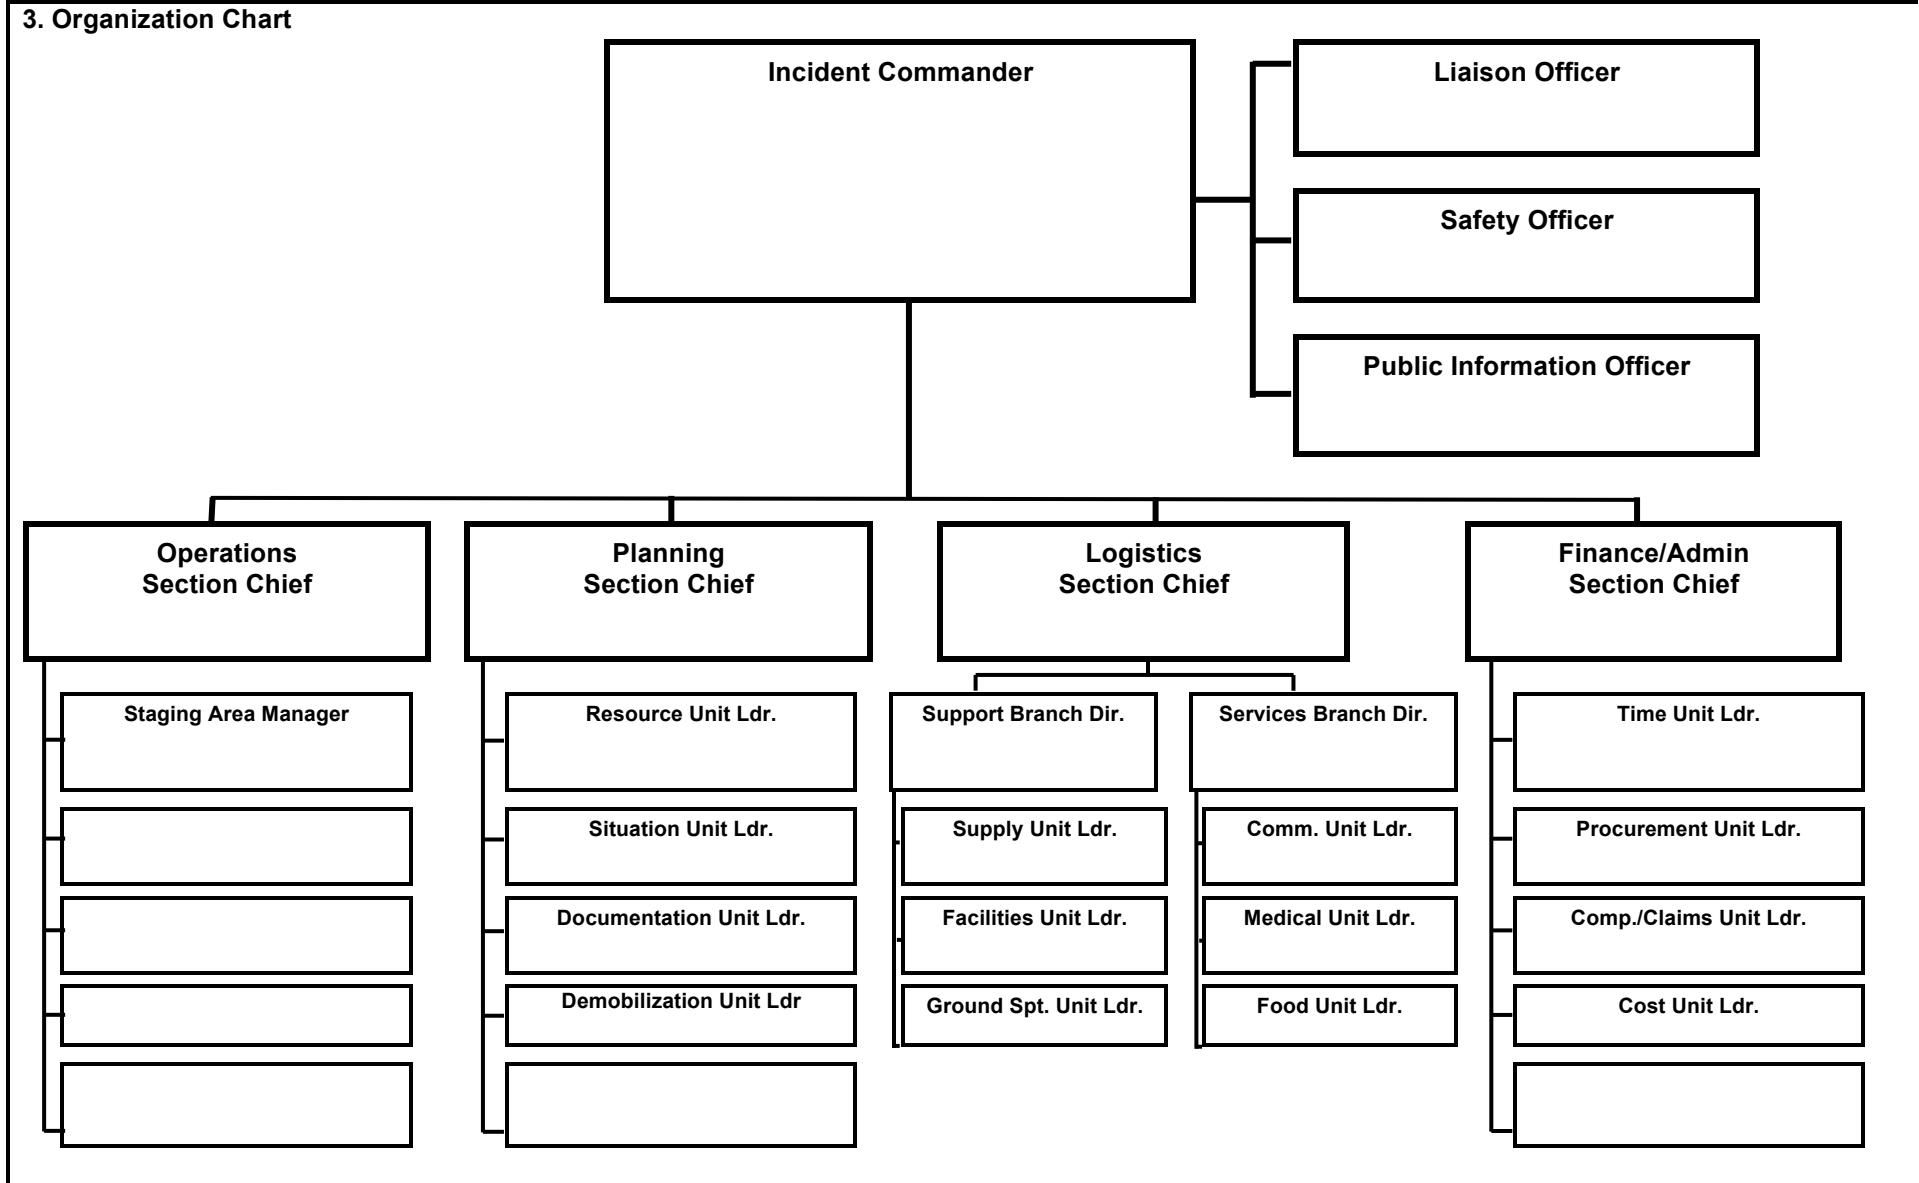 3. Organization Chart
Incident Commander
Liaison Officer
Safety Officer
Public Information Officer
Operations
Section Chief
Planning
Section Chief
Logistics
Section Chief
Finance/Admin
Section Chief
Staging Area Manager
Resource Unit Ldr.
Situation Unit Ldr.
Documentation Unit Ldr.
Demobilization Unit Ldr
Support Branch Dir.
Supply Unit Ldr.
Facilities Unit Ldr.
Ground Spt. Unit Ldr.
Services Branch Dir.
Comm. Unit Ldr.
Medical Unit Ldr.
Food Unit Ldr.
Time Unit Ldr.
Procurement Unit Ldr.
Comp./Claims Unit Ldr.
Cost Unit Ldr.